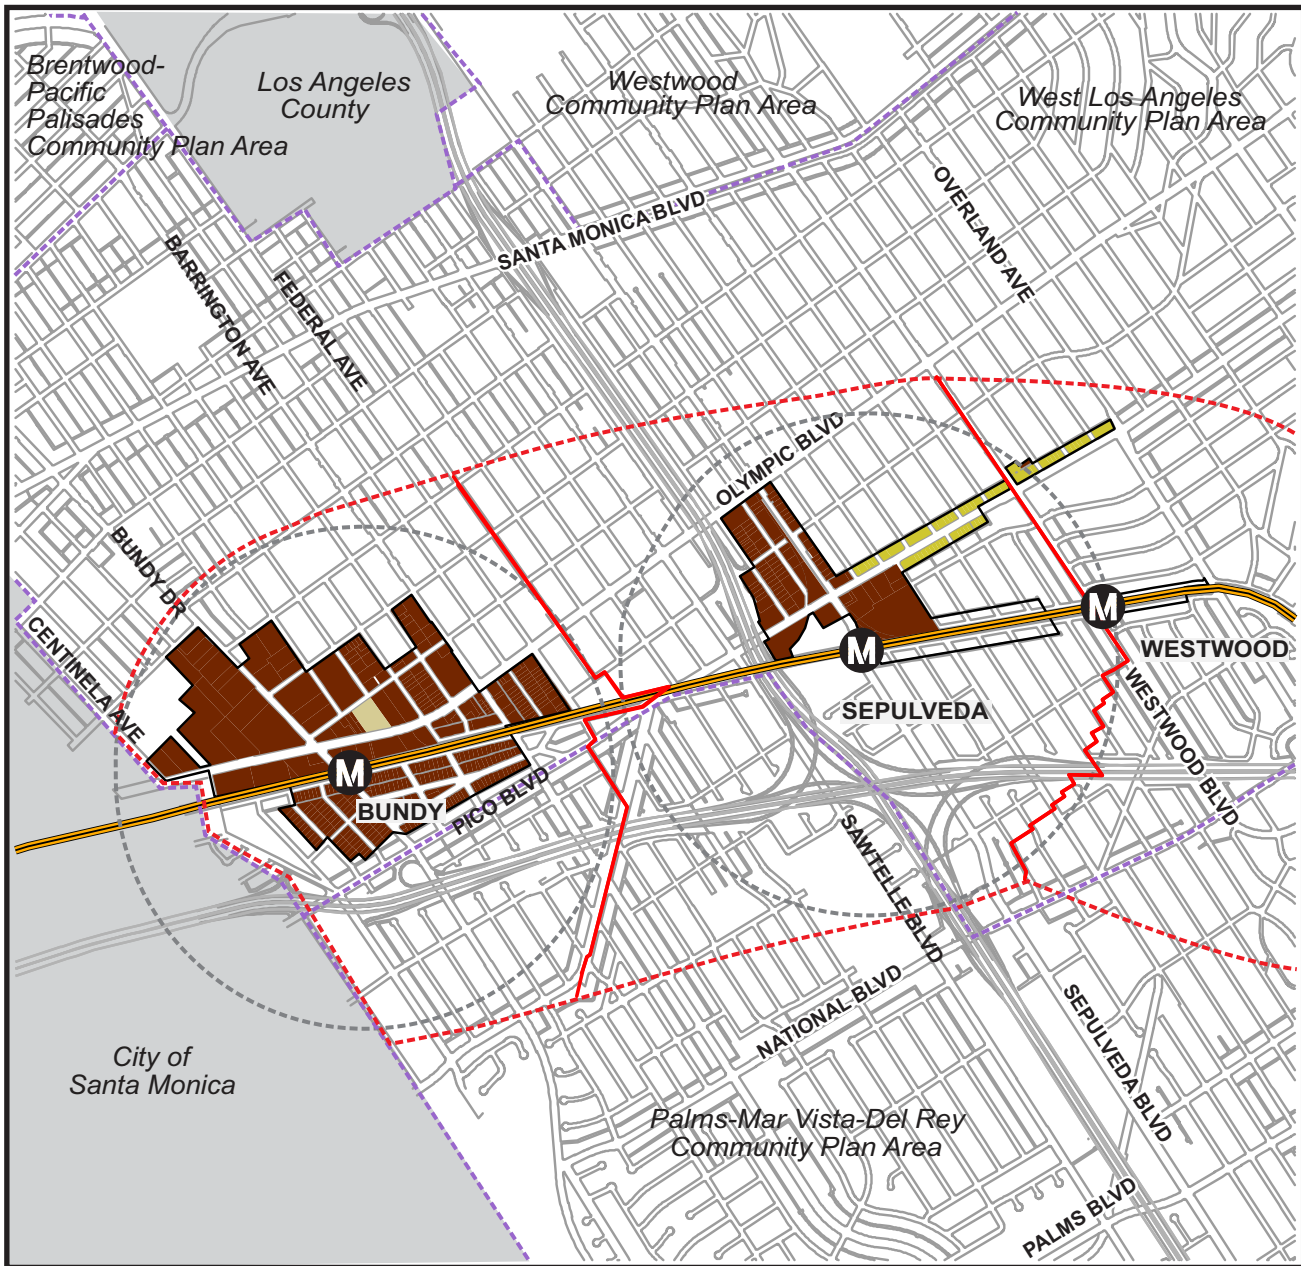 Brentwood-
Pacific
Palisades
Community Plan Area
Los Angeles
County
Westwood
Community Plan Area
West Los Angeles
Community Plan Area
OVERLAND AVE
SANTA MONICA BLVD
BARRINGTON AVE
FEDERAL AVE
OLYMPIC BLVD
BUNDY DR
CENTINELA AVE
M
M
M
WESTWOOD
SEPULVEDA
BUNDY
PICO BLVD
WESTWOOD BLVD
SAWTELLE BLVD
NATIONAL BLVD
SEPULVEDA BLVD
City of
Santa Monica
Palms-Mar Vista-Del Rey
Community Plan Area
PALMS BLVD